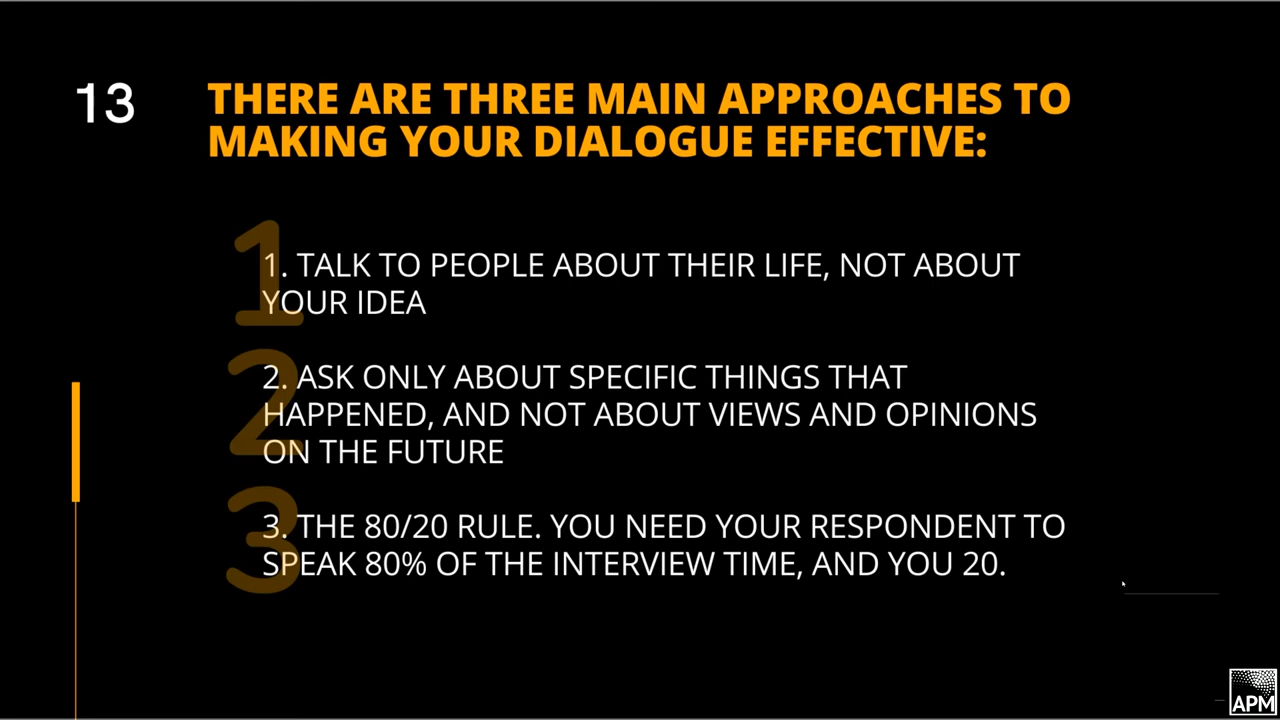 13
THERE ARE THREE MAIN APPROACHES TO
MAKING YOUR DIALOGUE EFFECTIVE:
1
1. TALK TO PEOPLE ABOUT THEIR LIFE, NOT ABOUT
YOUR IDEA
2
2. ASK ONLY ABOUT SPECIFIC THINGS THAT
HAPPENED, AND NOT ABOUT VIEWS AND OPINIONS
ON THE FUTURE
3
3. THE 80/20 RULE. YOU NEED YOUR RESPONDENT TO
SPEAK 80% OF THE INTERVIEW TIME, AND YOU 20.
APM